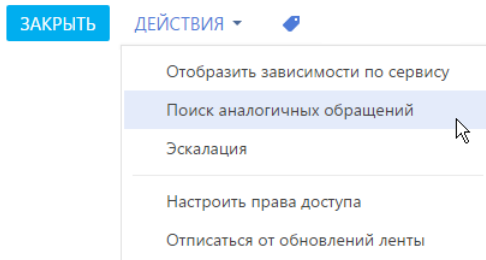 ЗАКРЫТЬ ДЕЙСТВИЯ
Отобразить зависимости по сервису
Поиск аналогичных обращений
Эскалация
Настроить права доступа
Отписаться от обновлений ленты